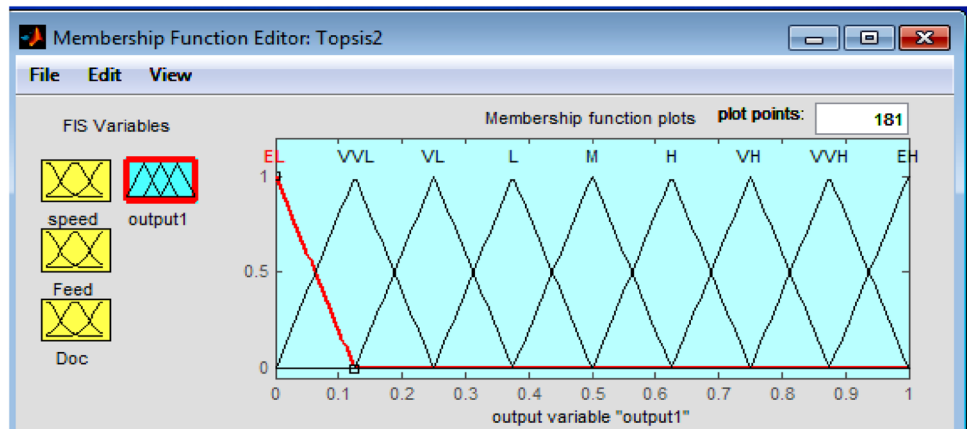 Membership Function Editor: Topsis2
File Edit View
FIS Variables
Membership function plots plot points: 181
speed
output1
Feed
Doc
EL VVL VL L M H VH VVH EH
1
0.5
0
0 0.1 0.2 0.3 0.4 0.5 0.6 0.7 0.8 0.9 1
output variable "output1"